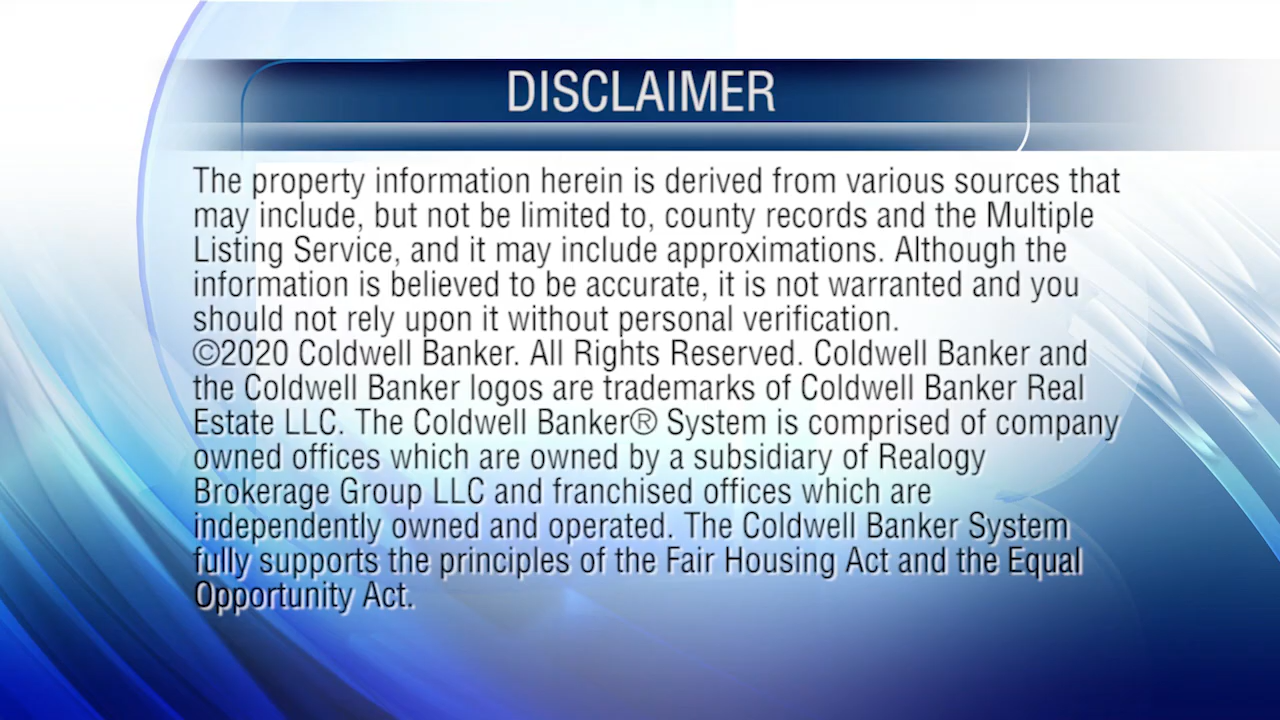 DISCLAIMER
The property information herein is derived from various sources that
may include, but not be limited to, county records and the Multiple
Listing Service, and it may include approximations. Although the
information is believed to be accurate, it is not warranted and you
should not rely upon it without personal verification.
©2020 Coldwell Banker. All Rights Reserved. Coldwell Banker and
the Coldwell Banker logos are trademarks of Coldwell Banker Real
Estate LLC. The Coldwell Banker® System is comprised of company
owned offices which are owned by a subsidiary of Realogy
Brokerage Group LLC and franchised offices which are
independently owned and operated. The Coldwell Banker System
fully supports the principles of the Fair Housing Act and the Equal
Opportunity Act.